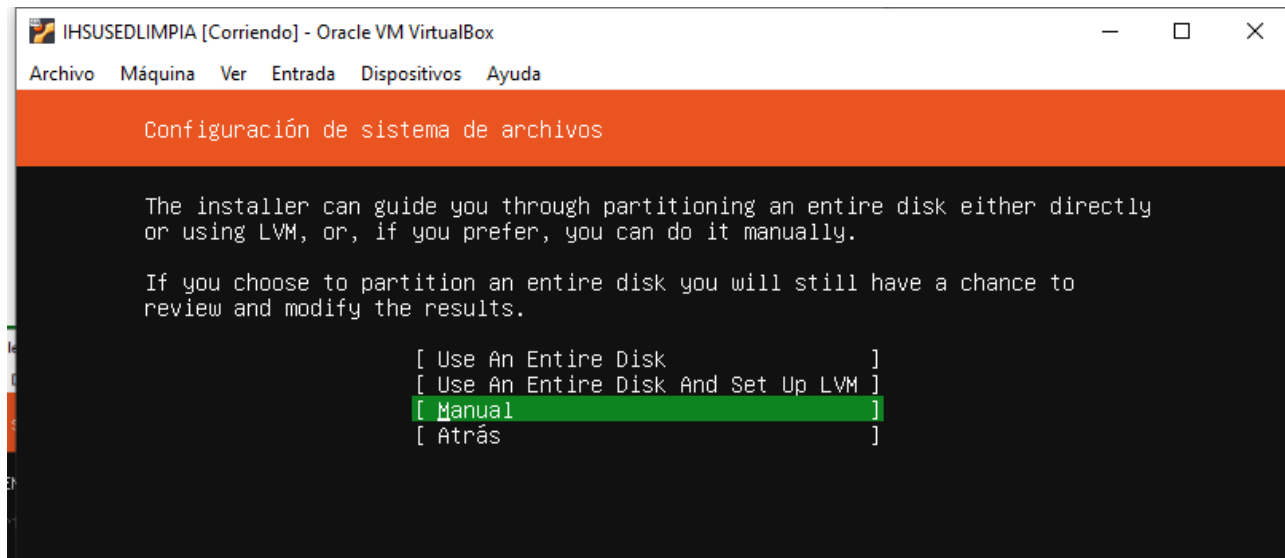 IHSUSEDLIMPIA [Corriendo] - Oracle VM VirtualBox
Archivo Máquina Ver Entrada Dispositivos Ayuda
Configuración de sistema de archivos
The installer can guide you through partitioning an entire disk either directly
or using LVM, or, if you prefer, you can do it manually.
If you choose to partition an entire disk you will still have a chance to
review and modify the results.
[ Use An Entire Disk ]
[ Use An Entire Disk And Set Up LVM ]
[ Manual ]
[ Atrás ]